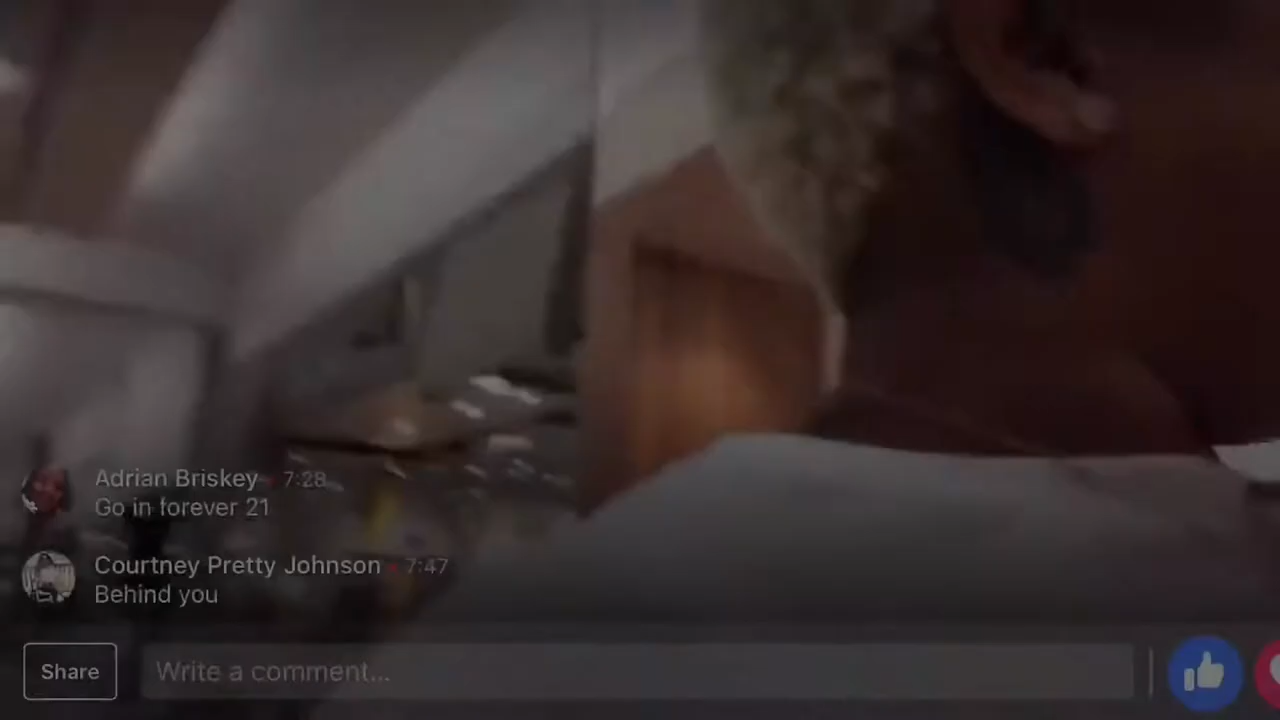 Adrian Briskey • 7:28
Go in forever 21
Courtney Pretty Johnson • 7:47
Behind you
Share
Write a comment...